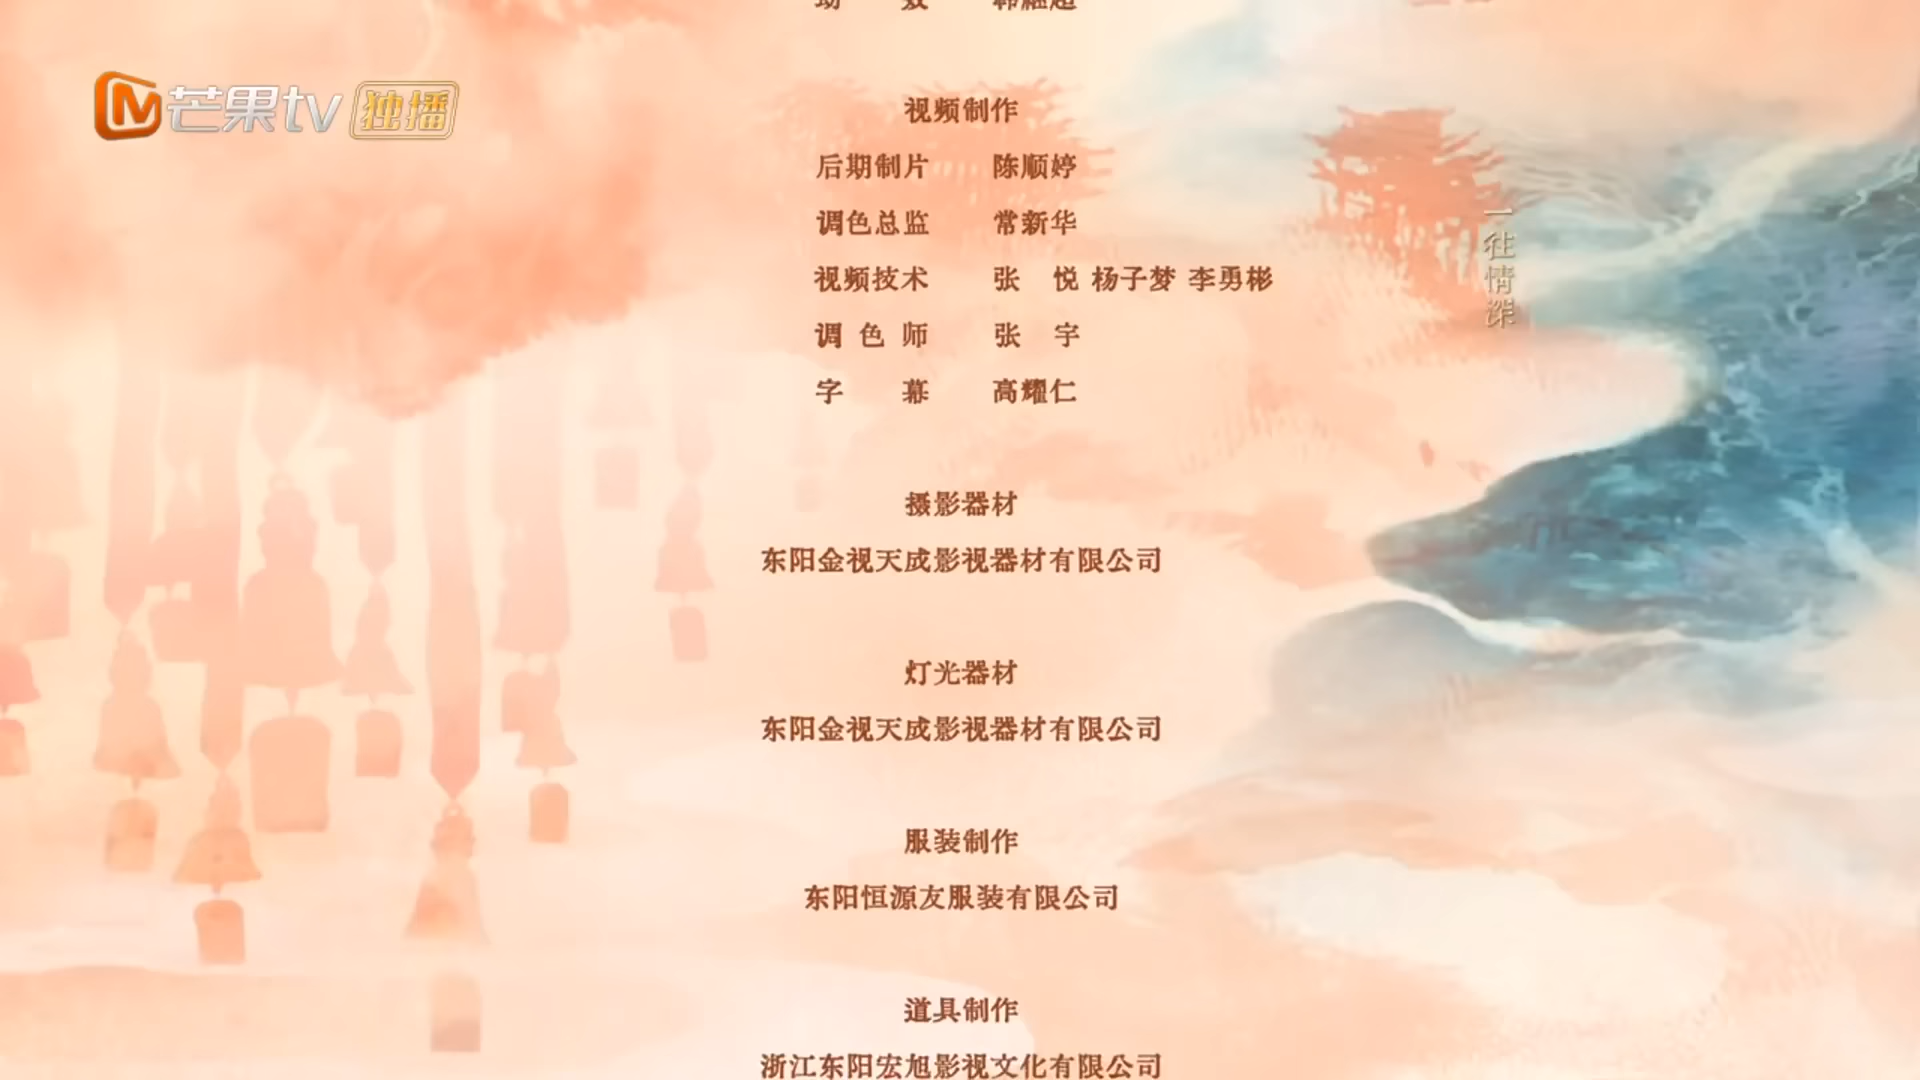 芒果tv 独播
视频制作
后期制片 陈顺婷
调色总监 常新华
视频技术 张 悦 杨子梦 李勇彬
调色师 张 宇
字 幕 高耀仁
一往情深
摄影器材
东阳金视天成影视器材有限公司
灯光器材
东阳金视天成影视器材有限公司
服装制作
东阳恒源友服装有限公司
道具制作
浙江东阳宏旭影视文化有限公司